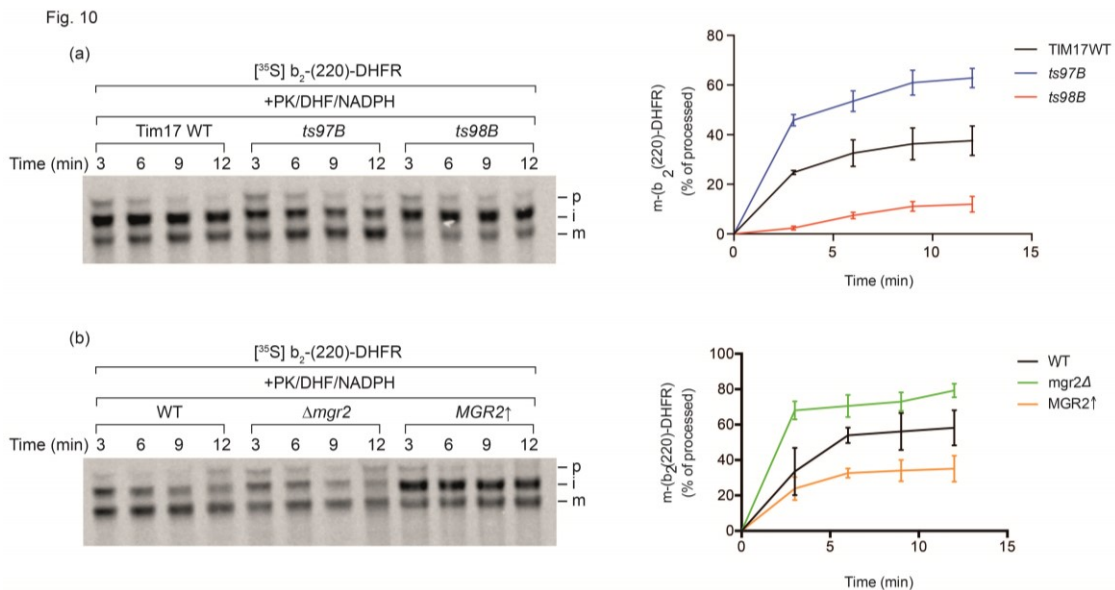 Fig. 10
(a)
[³⁵S] b₂-(220)-DHFR
+PK/DHF/NADPH
Tim17 WT ts97B ts98B
Time (min) 3 6 9 12 3 6 9 12 3 6 9 12
p
i
m
m-(b₂(220)-DHFR)
(% of processed)
80
60
40
20
0
0 5 10 15
Time (min)
TIM17WT
ts97B
ts98B
(b)
[³⁵S] b₂-(220)-DHFR
+PK/DHF/NADPH
WT Δmgr2 MGR2↑
Time (min) 3 6 9 12 3 6 9 12 3 6 9 12
p
i
m
m-(b₂(220)-DHFR)
(% of processed)
100
80
60
40
20
0
0 5 10 15
Time (min)
WT
mgr2Δ
MGR2↑